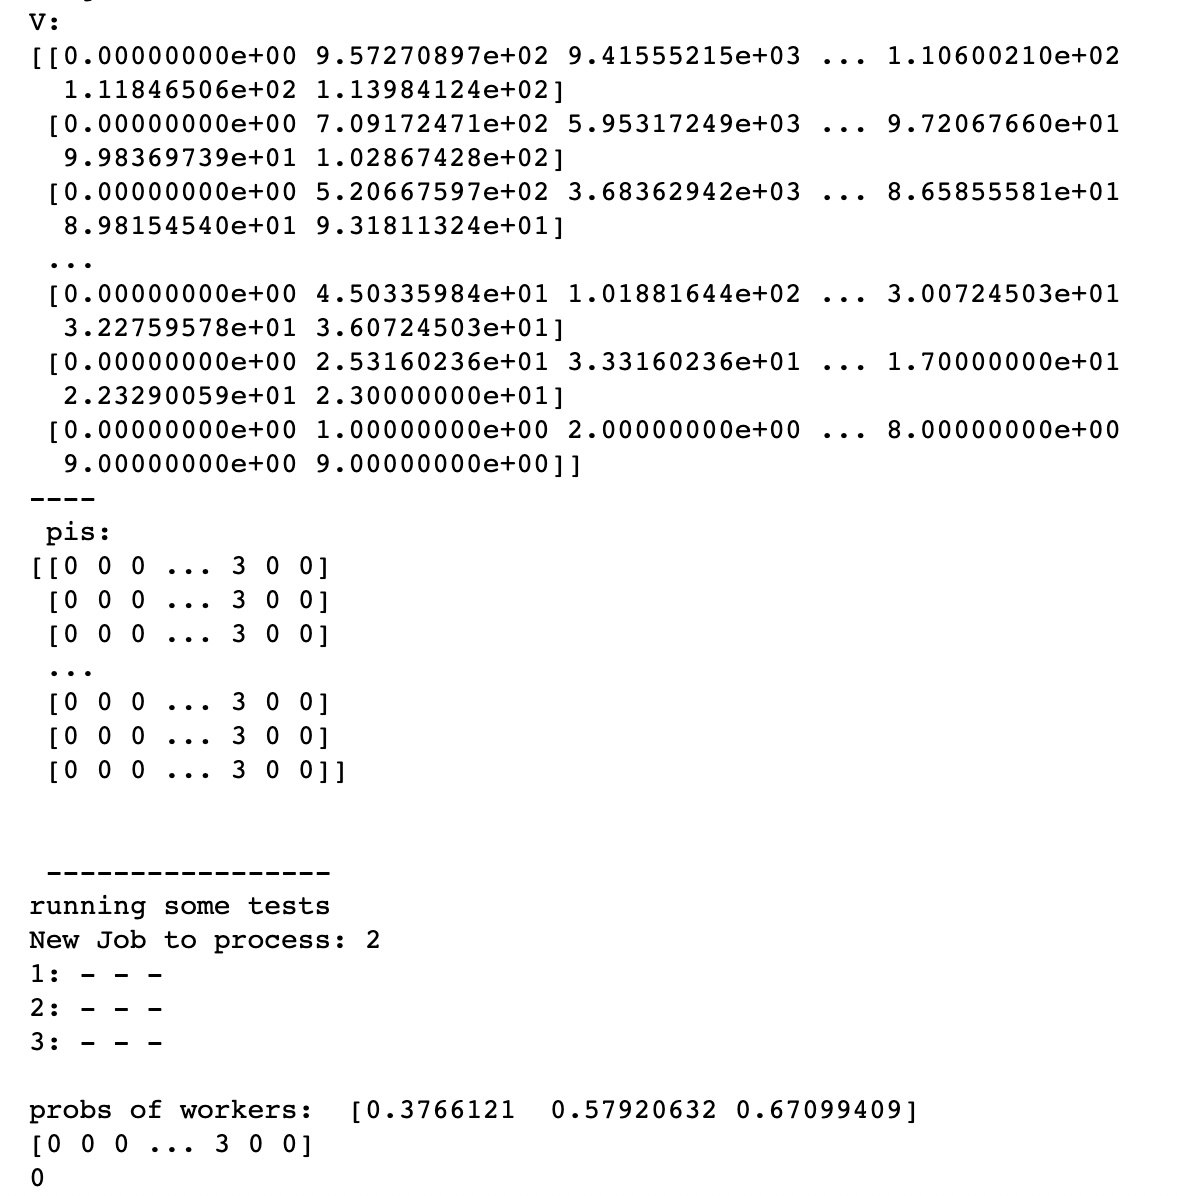 V:
[[0.00000000e+00 9.57270897e+02 9.41555215e+03 ... 1.10600210e+02
1.11846506e+02 1.13984124e+02]
[0.00000000e+00 7.09172471e+02 5.95317249e+03 ... 9.72067660e+01
9.98369739e+01 1.02867428e+02]
[0.00000000e+00 5.20667597e+02 3.68362942e+03 ... 8.65855581e+01
8.98154540e+01 9.31811324e+01]
...
[0.00000000e+00 4.50335984e+01 1.01881644e+02 ... 3.00724503e+01
3.22759578e+01 3.60724503e+01]
[0.00000000e+00 2.53160236e+01 3.33160236e+01 ... 1.70000000e+01
2.23290059e+01 2.30000000e+01]
[0.00000000e+00 1.00000000e+00 2.00000000e+00 ... 8.00000000e+00
9.00000000e+00 9.00000000e+00]]
----
pis:
[[0 0 0 ... 3 0 0]
[0 0 0 ... 3 0 0]
[0 0 0 ... 3 0 0]
...
[0 0 0 ... 3 0 0]
[0 0 0 ... 3 0 0]
[0 0 0 ... 3 0 0]]
-----------------
running some tests
New Job to process: 2
1: - - -
2: - - -
3: - - -
probs of workers:  [0.3766121  0.57920632 0.67099409]
[0 0 0 ... 3 0 0]
0